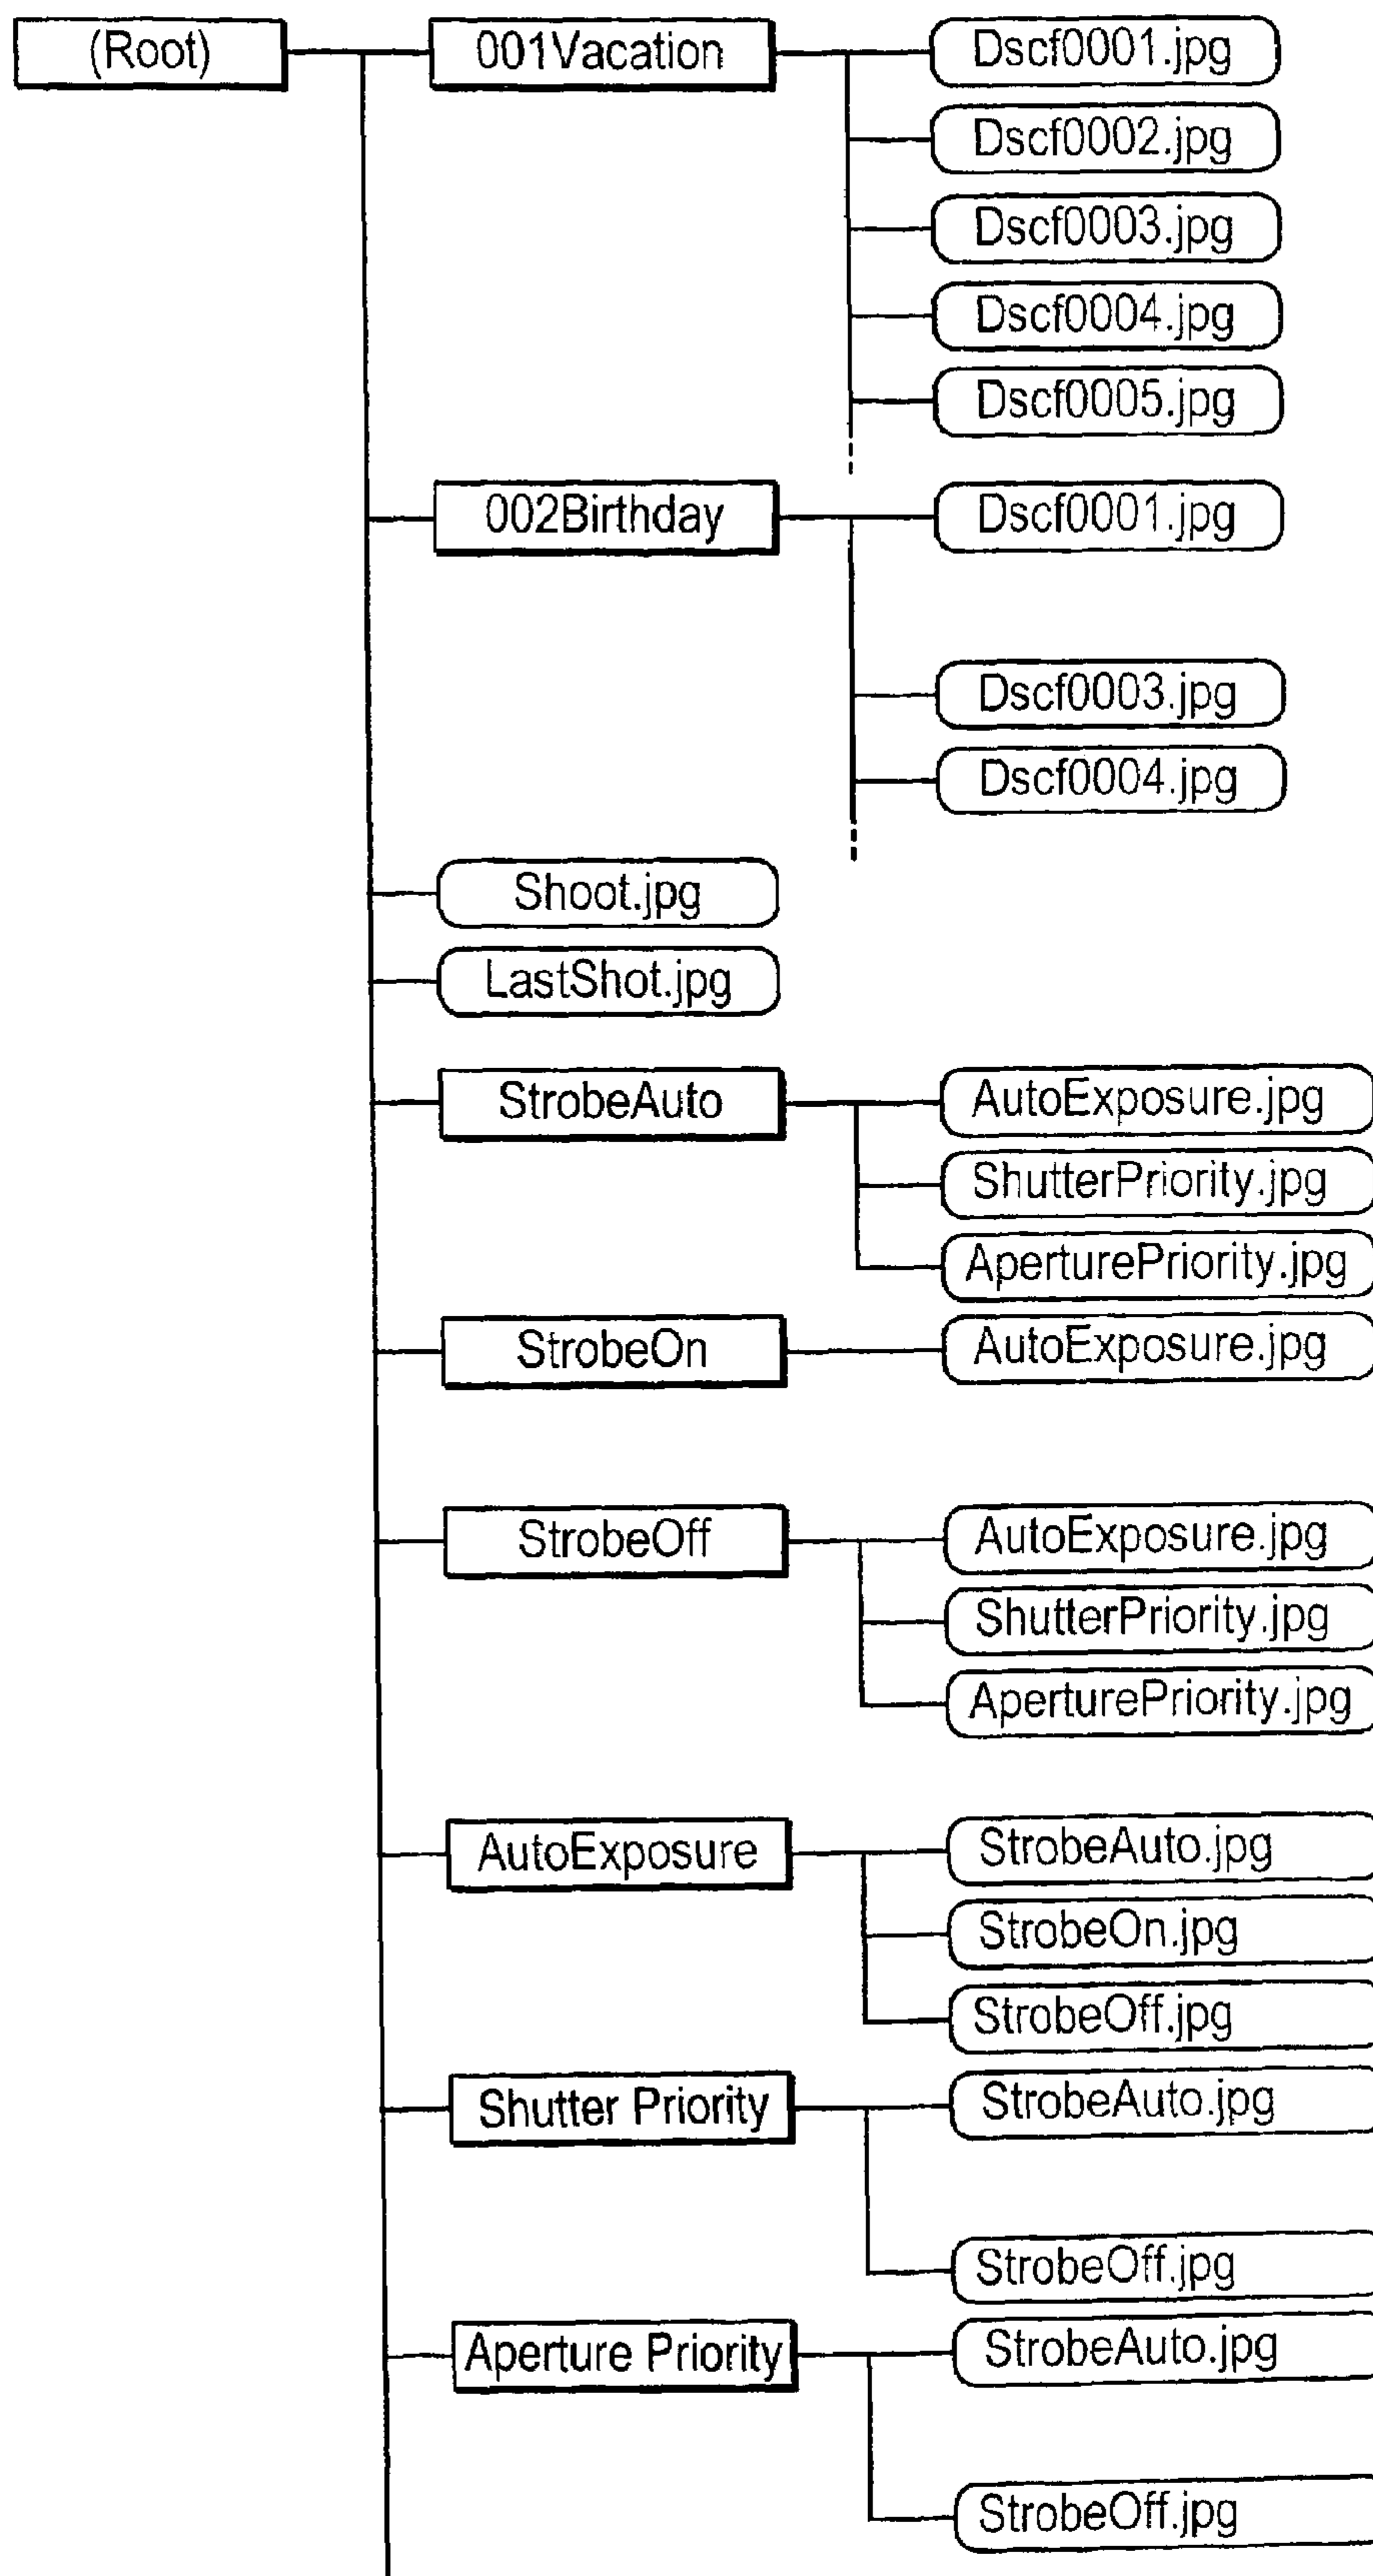 (Root)
001Vacation
Dscf0001.jpg
Dscf0002.jpg
Dscf0003.jpg
Dscf0004.jpg
Dscf0005.jpg
002Birthday
Dscf0001.jpg
Dscf0003.jpg
Dscf0004.jpg
Shoot.jpg
LastShot.jpg
StrobeAuto
AutoExposure.jpg
ShutterPriority.jpg
AperturePriority.jpg
StrobeOn
AutoExposure.jpg
StrobeOff
AutoExposure.jpg
ShutterPriority.jpg
AperturePriority.jpg
AutoExposure
StrobeAuto.jpg
StrobeOn.jpg
StrobeOff.jpg
Shutter Priority
StrobeAuto.jpg
StrobeOff.jpg
Aperture Priority
StrobeAuto.jpg
StrobeOff.jpg